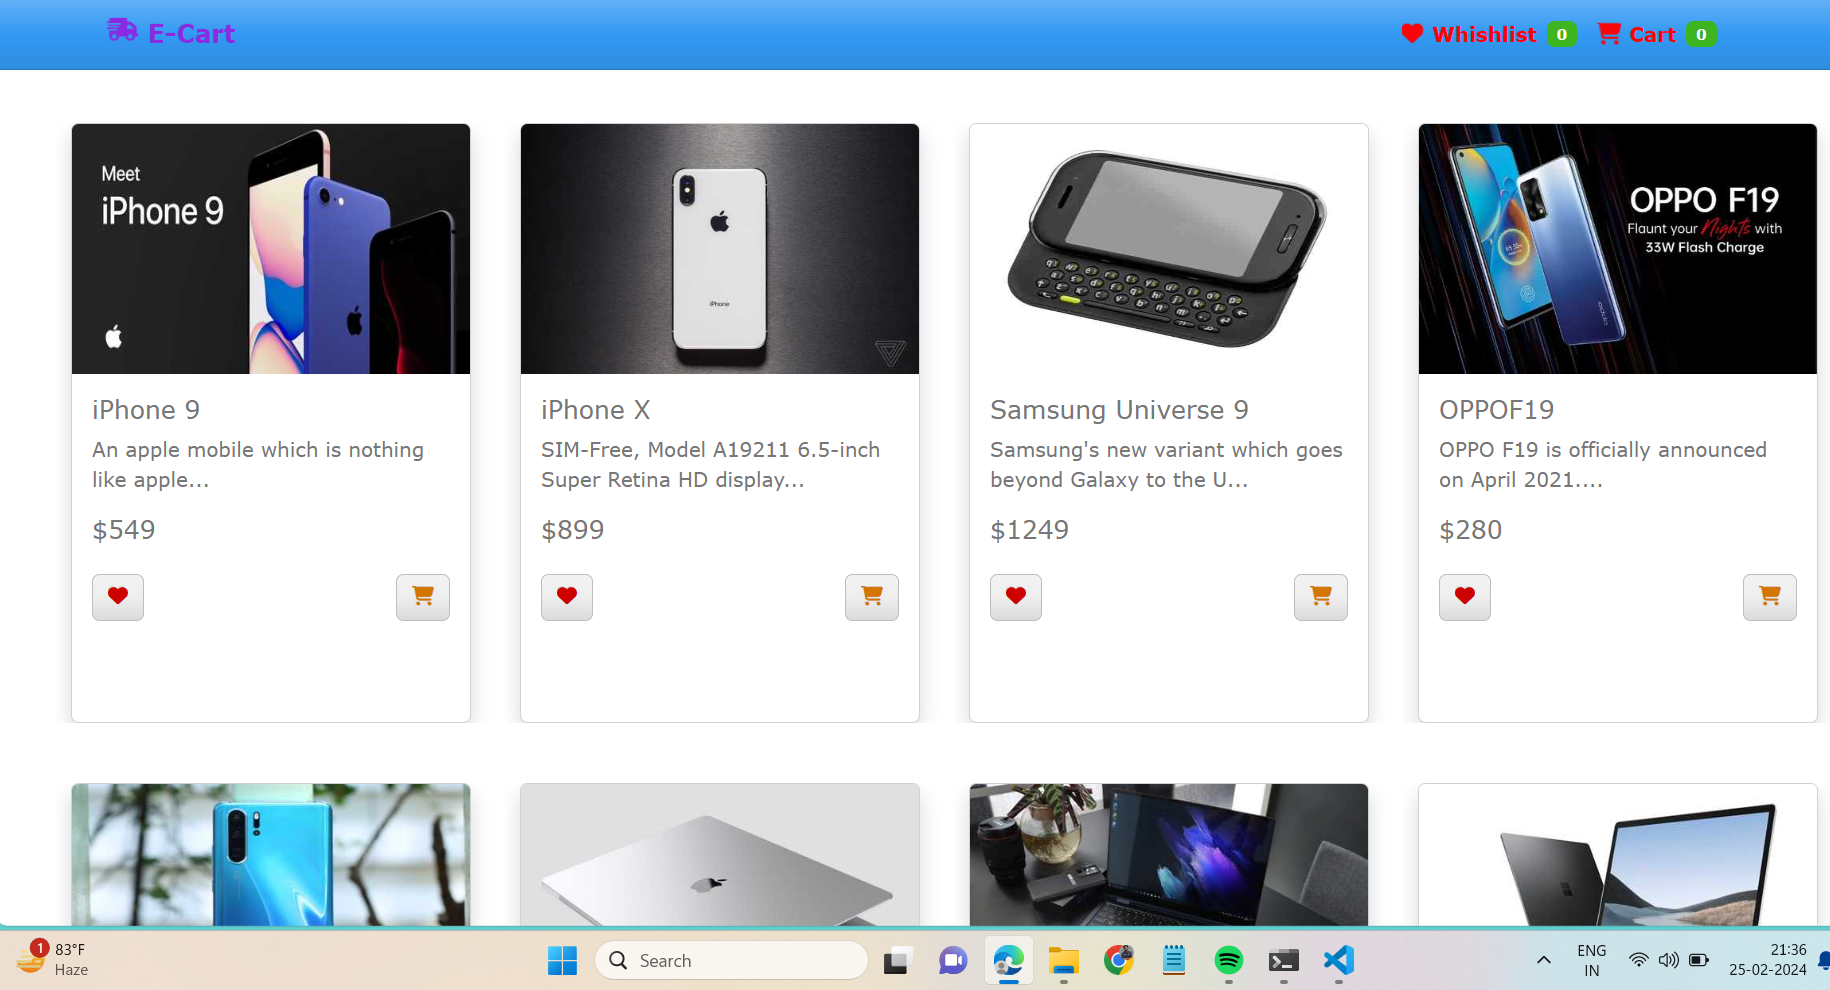 E-Cart
Whishlist 0 Cart 0
Meet
iPhone 9
iPhone
OPPO F19
Flaunt your Nights with
33W Flash Charge
oppo
iPhone 9
An apple mobile which is nothing
like apple...
$549
iPhone X
SIM-Free, Model A19211 6.5-inch
Super Retina HD display...
$899
Samsung Universe 9
Samsung's new variant which goes
beyond Galaxy to the U...
$1249
OPPOF19
OPPO F19 is officially announced
on April 2021....
$280
1
83°F
Haze
Search
ENG
IN
21:36
25-02-2024